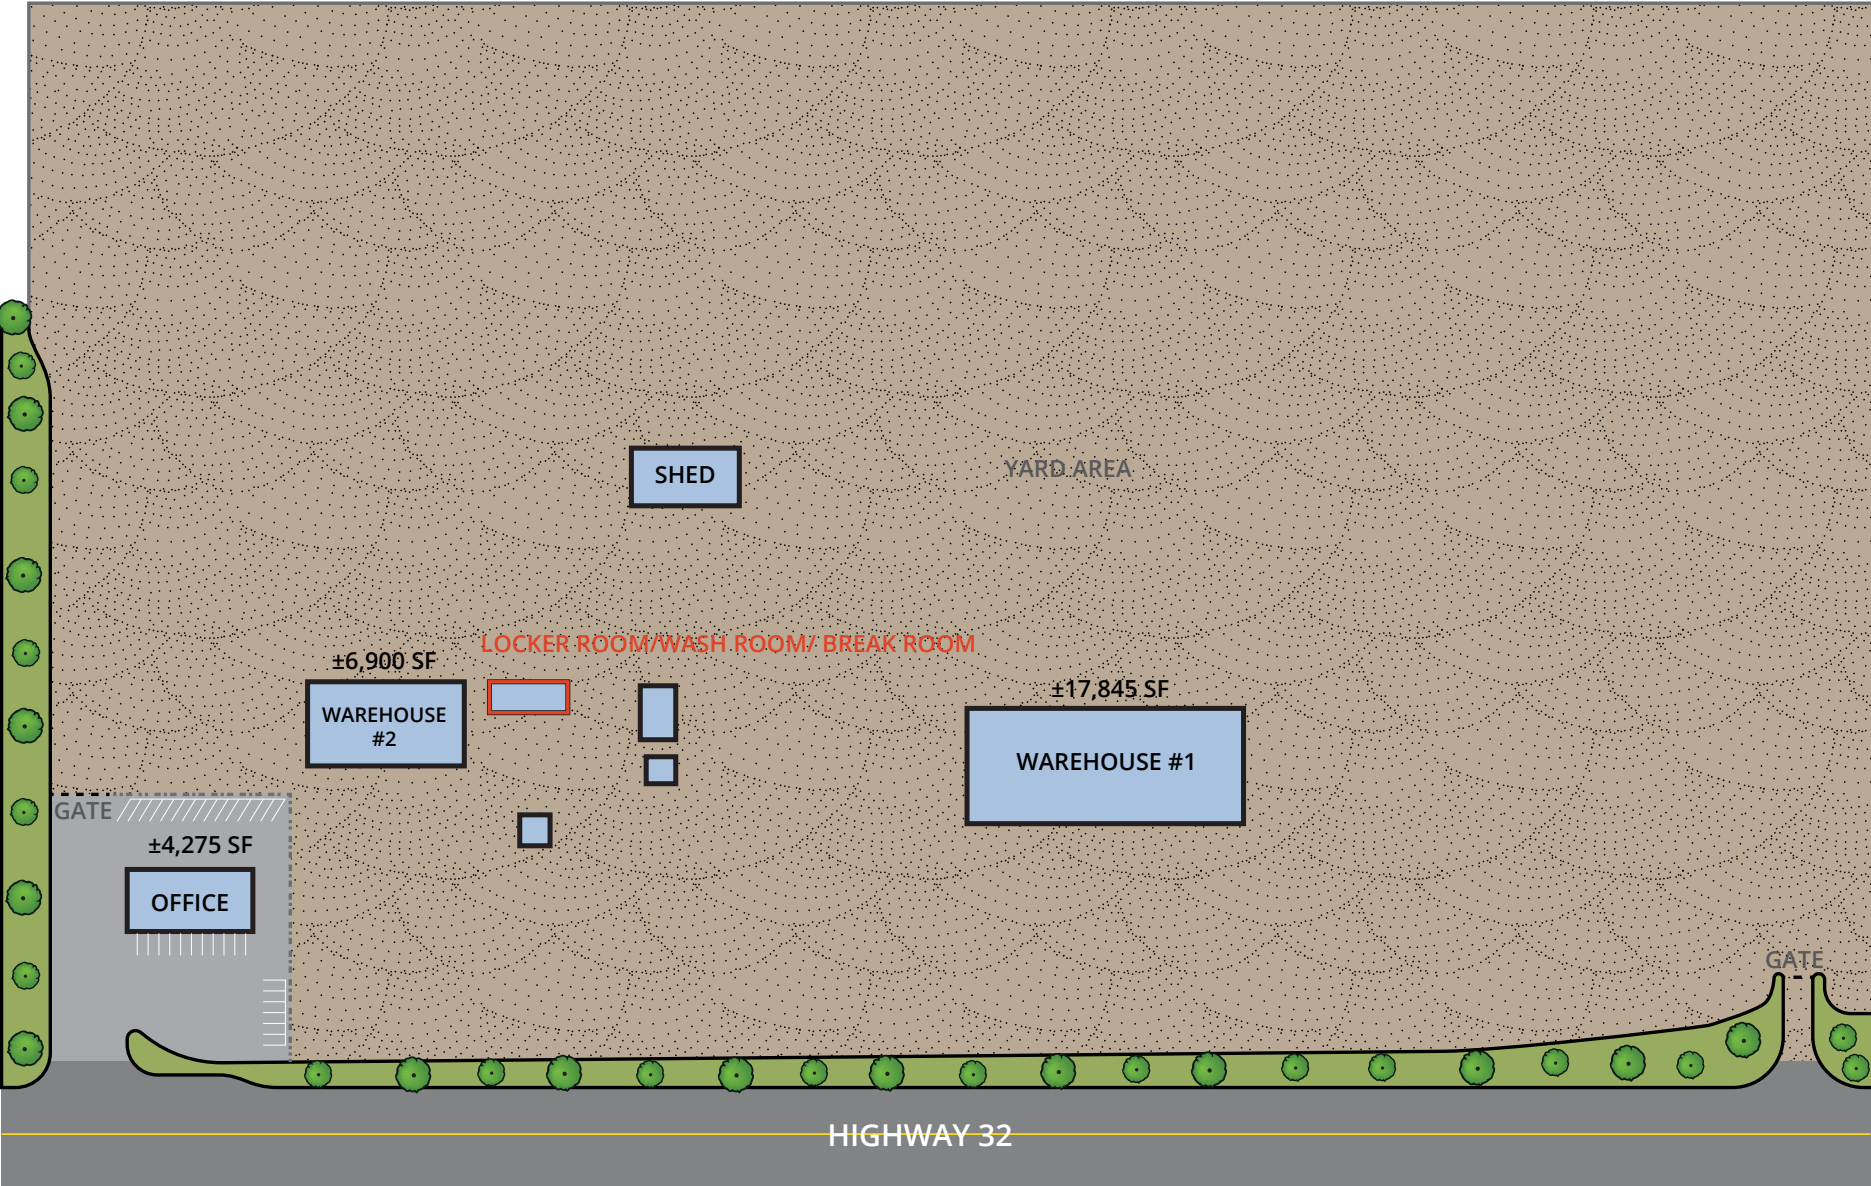 SHED
YARD AREA
LOCKER ROOM/WASH ROOM/ BREAK ROOM
±6,900 SF
WAREHOUSE
#2
±17,845 SF
WAREHOUSE #1
GATE
±4,275 SF
OFFICE
GATE
HIGHWAY 32